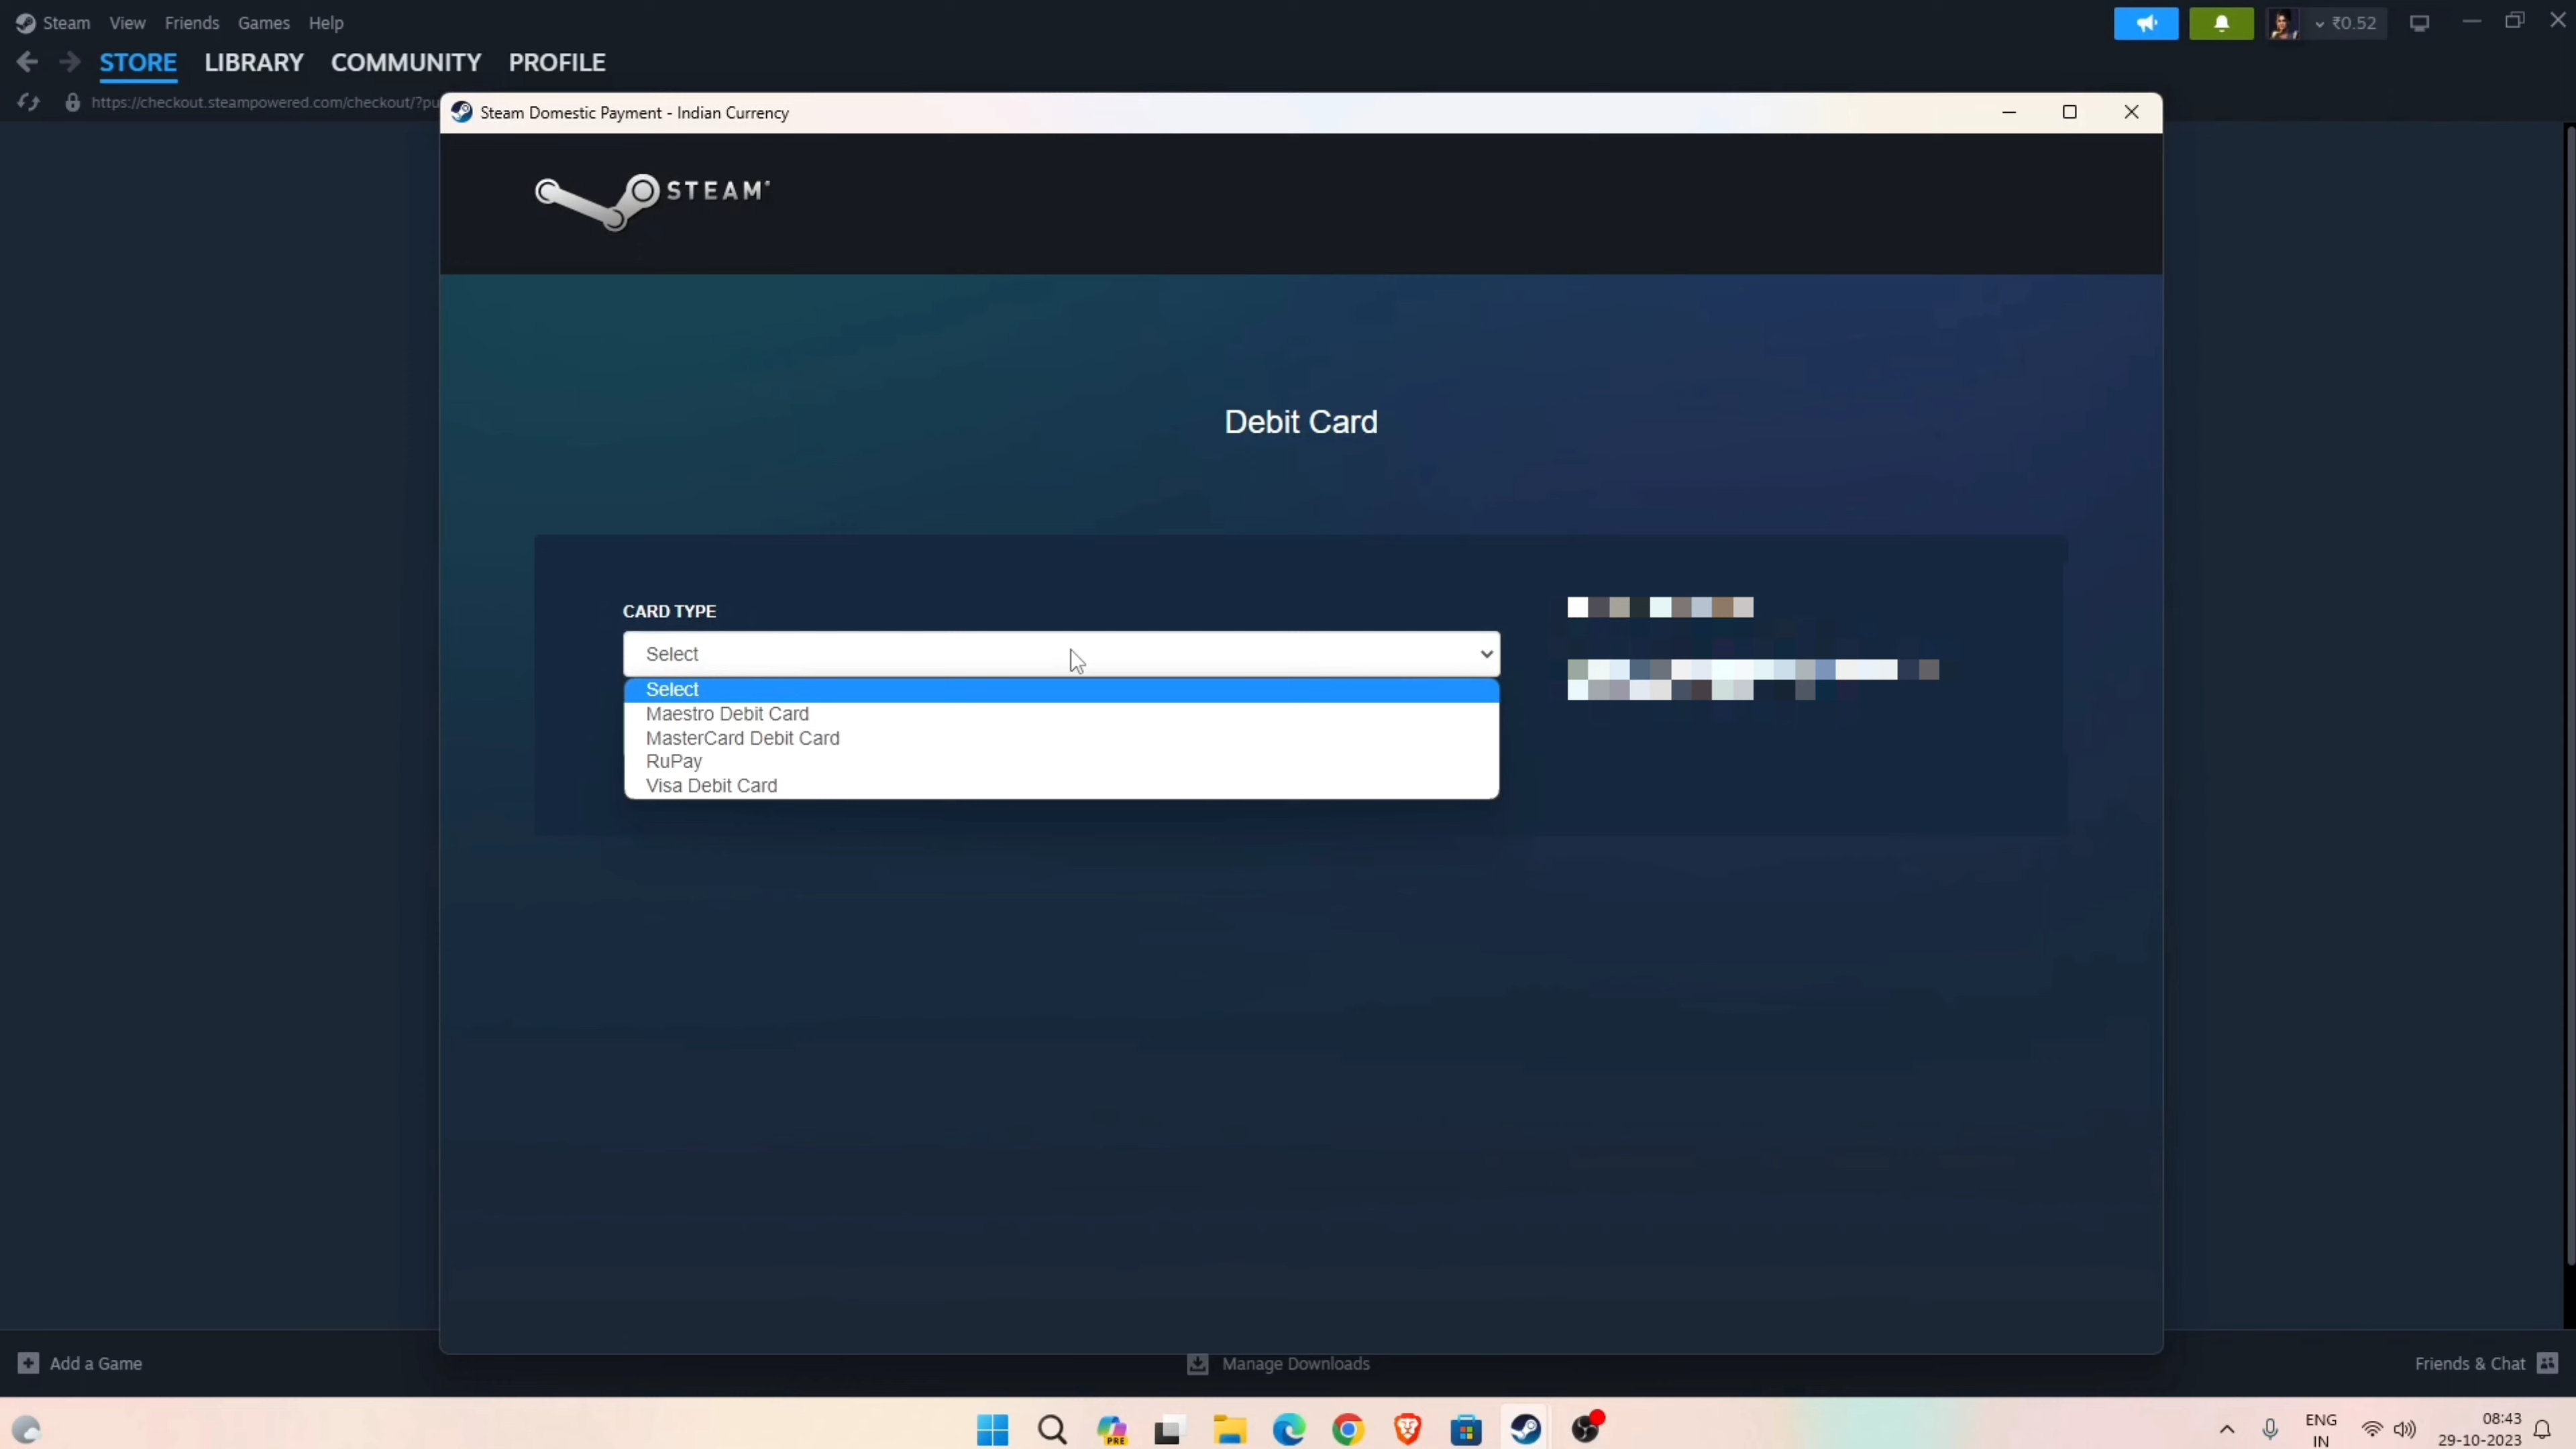 Steam View Friends Games Help
₹0.52
STORE LIBRARY COMMUNITY PROFILE
https://checkout.steampowered.com/checkout/?pu
Steam Domestic Payment - Indian Currency
STEAM
Debit Card
CARD TYPE
Select
Select
Maestro Debit Card
MasterCard Debit Card
RuPay
Visa Debit Card
Add a Game
Manage Downloads
Friends & Chat
PRE
ENG
IN
08:43
29-10-2023